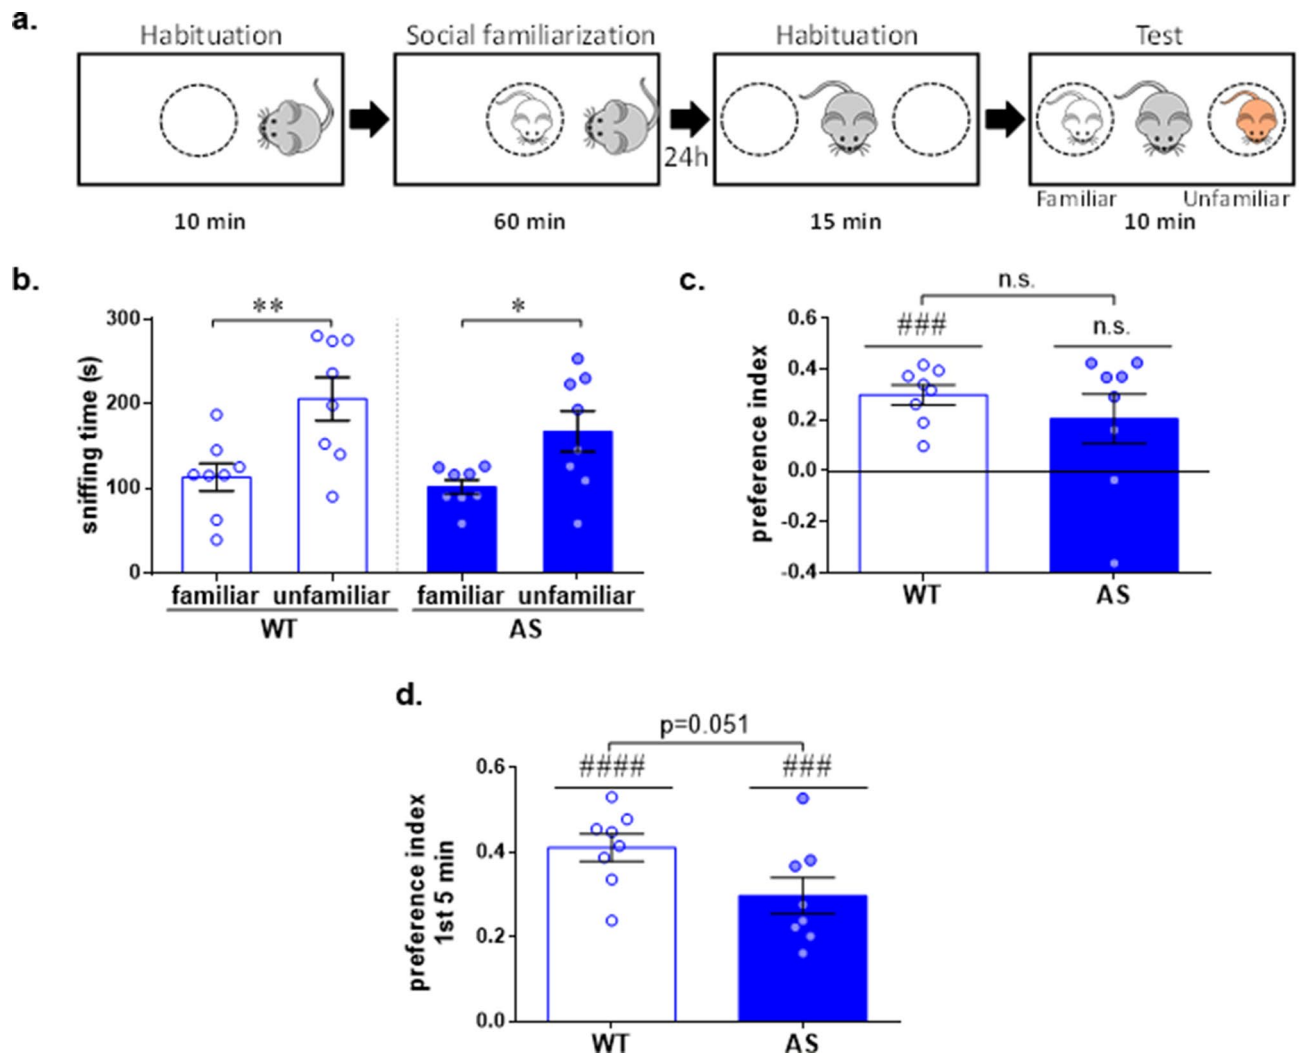 a.
Habituation
Social familiarization
Habituation
Test
24h
Familiar
Unfamiliar
10 min
60 min
15 min
10 min
b.
sniffing time (s)
300
200
100
0
**
*
familiar
unfamiliar
familiar
unfamiliar
WT
AS
c.
preference index
0.6
0.4
0.2
0.0
-0.2
-0.4
n.s.
###
n.s.
WT
AS
d.
preference index
1st 5 min
0.6
0.4
0.2
0.0
p=0.051
####
###
WT
AS